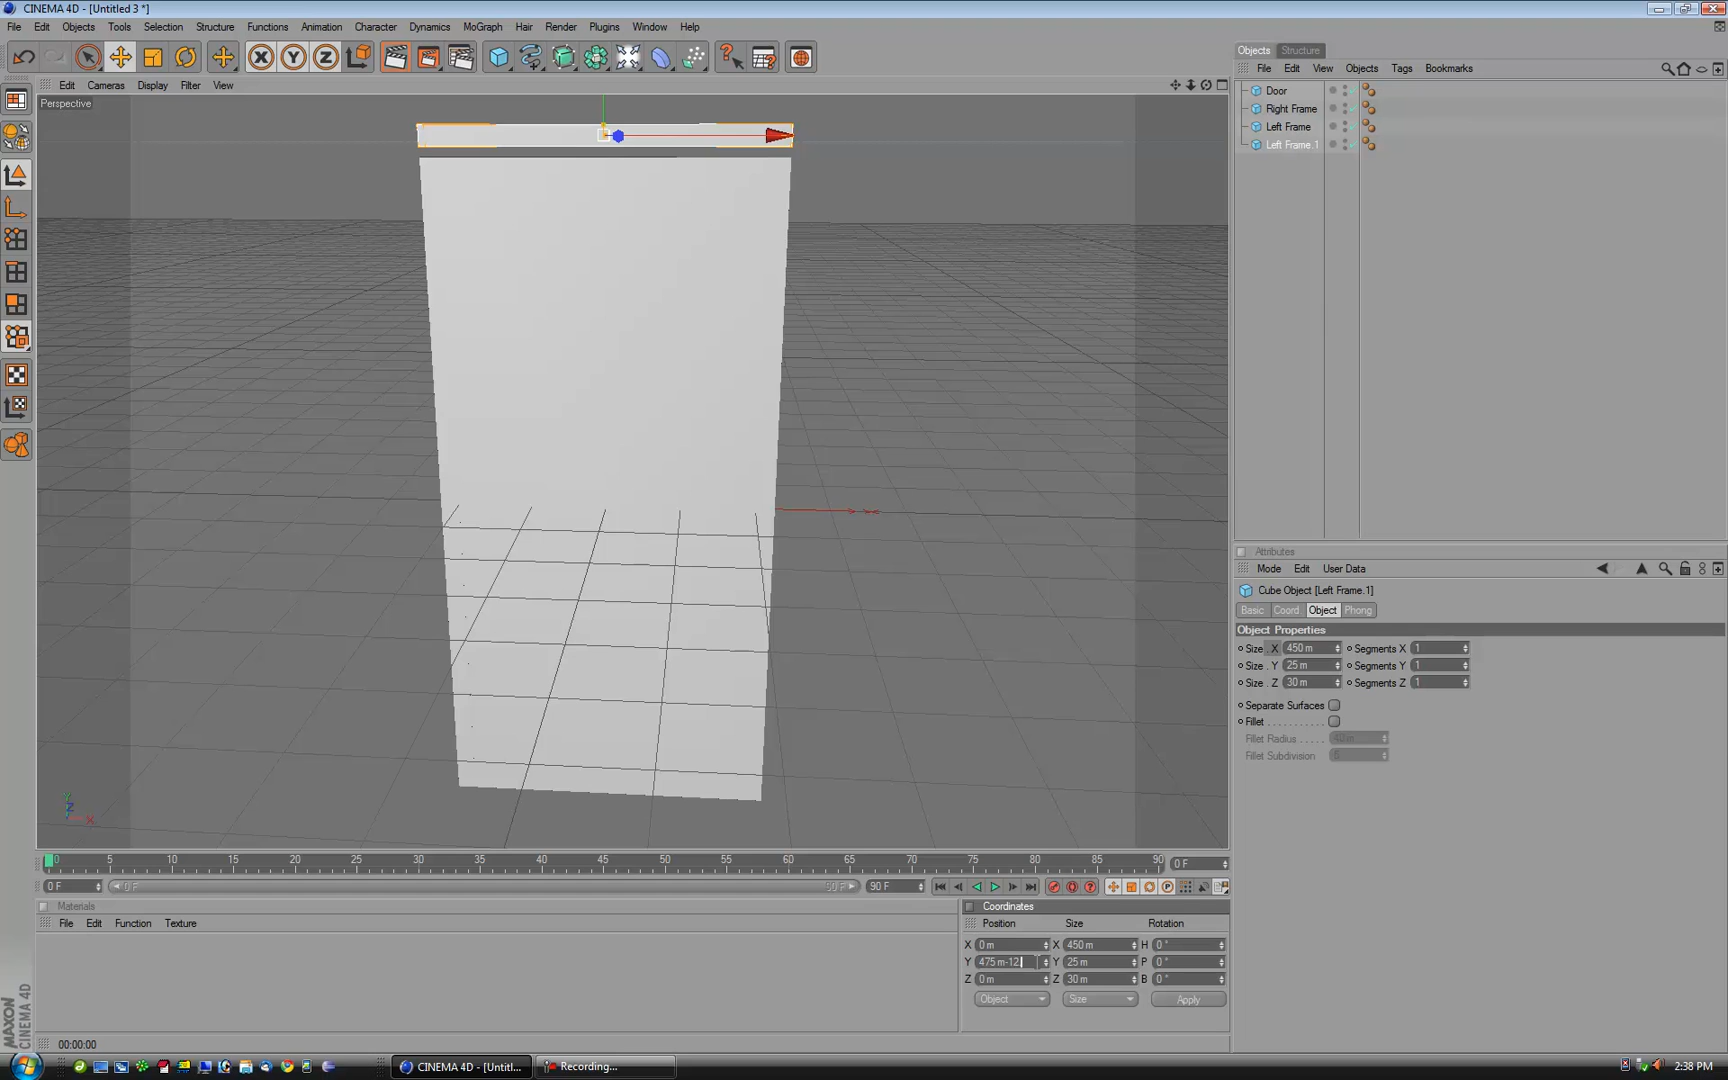 CINEMA 4D - [Untitled 3 *]
File Edit Objects Tools Selection Structure Functions Animation Character Dynamics MoGraph Hair Render Plugins Window Help
X Y Z
Edit Cameras Display Filter View
Perspective
Objects Structure
File Edit View Objects Tags Bookmarks
Door
Right Frame
Left Frame
Left Frame.1
Attributes
Mode Edit User Data
Cube Object [Left Frame.1]
Basic Coord Object Phong
Object Properties
Size . X 450 m Segments X 1
Size . Y 25 m Segments Y 1
Size . Z 30 m Segments Z 1
Separate Surfaces
Fillet
Fillet Radius 40 m
Fillet Subdivision 5
Y
Z
X
0 5 10 15 20 25 30 35 40 45 50 55 60 65 70 75 80 85 90 0 F
0 F 0 F 90 F 90 F
Materials
File Edit Function Texture
Coordinates
Position Size Rotation
X 0 m X 450 m H 0 °
Y 475 m-12 Y 25 m P 0 °
Z 0 m Z 30 m B 0 °
Object Size Apply
MAXON
CINEMA 4D
00:00:00
CINEMA 4D - [Untitl...
Recording...
2:38 PM